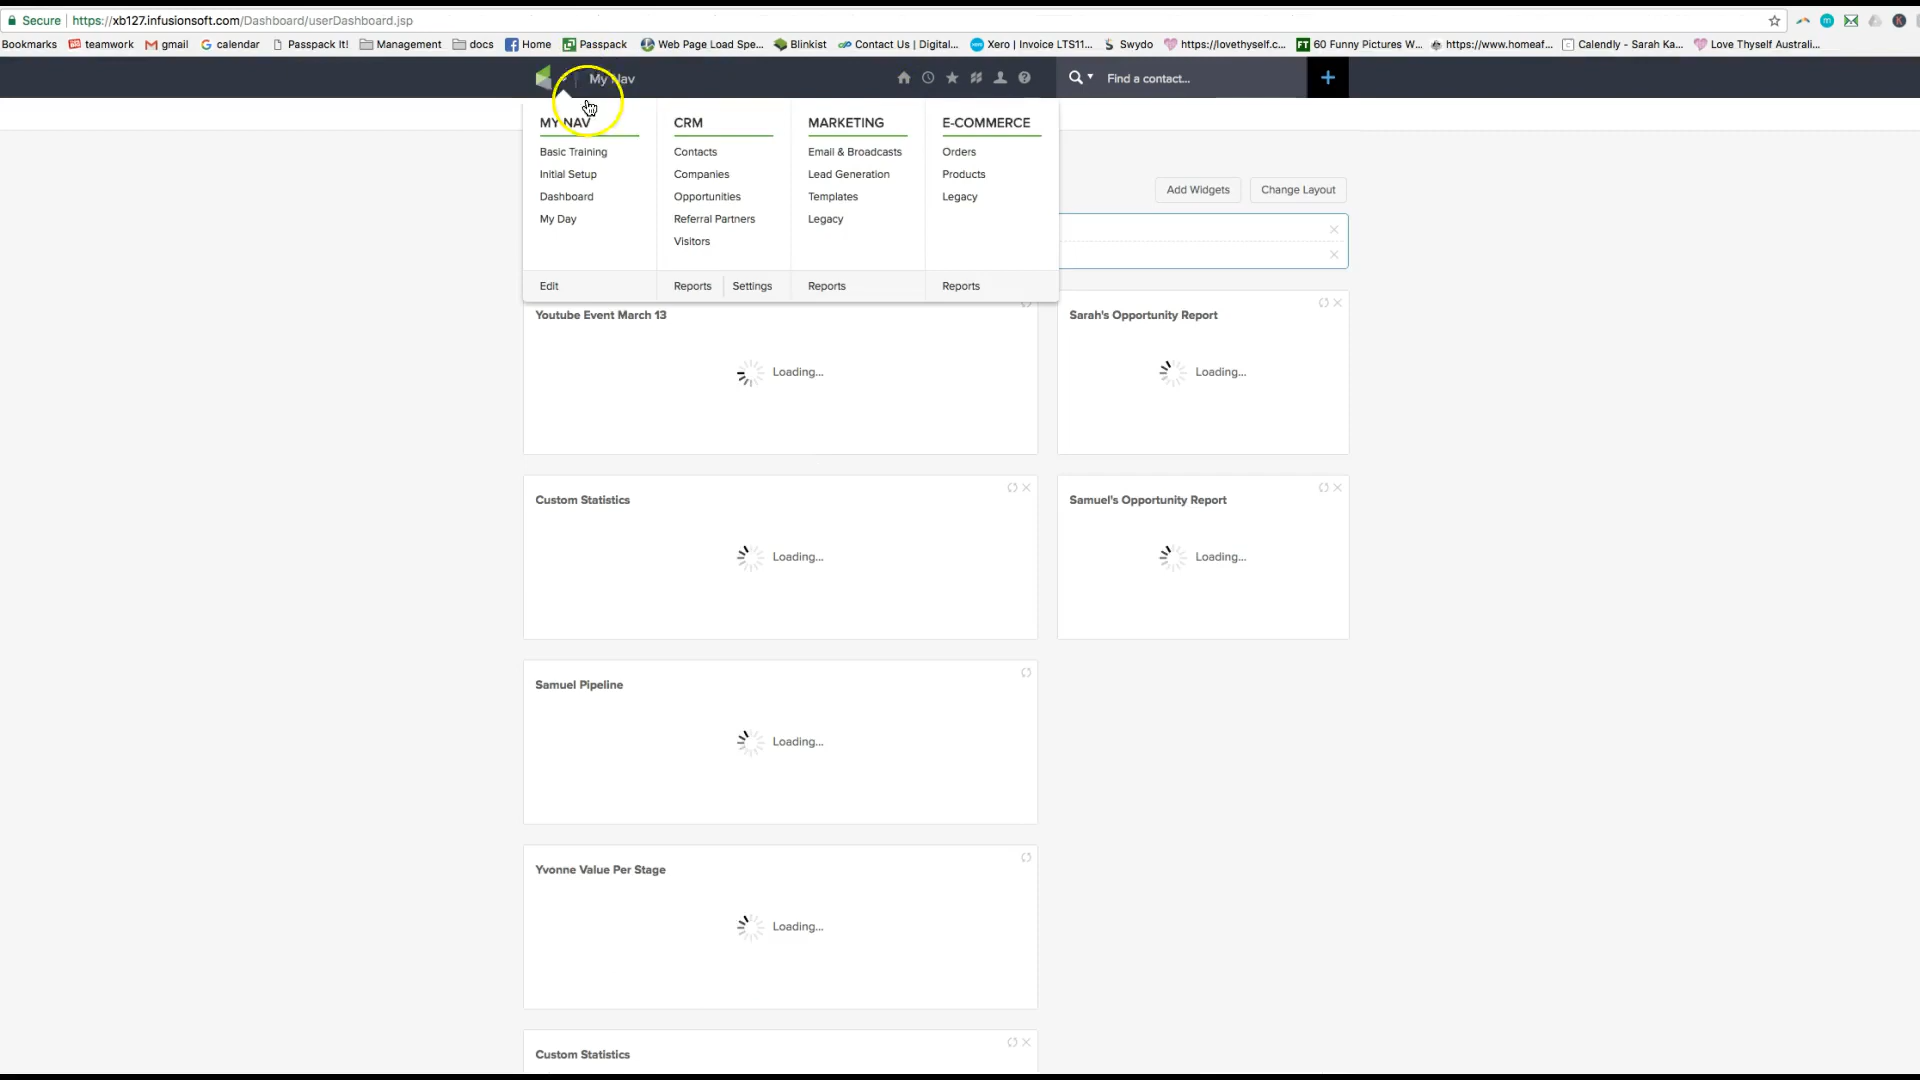 Secure | https://xb127.infusionsoft.com/Dashboard/userDashboard.jsp
Bookmarks teamwork gmail calendar Passpack It! Management docs Home Passpack Web Page Load Spe... Blinkist Contact Us | Digital... Xero | Invoice LTS11... Swydo https://lovethyself.c... 60 Funny Pictures W... https://www.homeaf... Calendly - Sarah Ka... Love Thyself Australi...
My Nav Find a contact...
MY NAV CRM MARKETING E-COMMERCE
Basic Training Contacts Email & Broadcasts Orders
Initial Setup Companies Lead Generation Products
Dashboard Opportunities Templates Legacy
My Day Referral Partners Legacy
Visitors
Edit Reports Settings Reports Reports
Add Widgets Change Layout
Youtube Event March 13 Sarah's Opportunity Report
Loading... Loading...
Custom Statistics Samuel's Opportunity Report
Loading... Loading...
Samuel Pipeline
Loading...
Yvonne Value Per Stage
Loading...
Custom Statistics